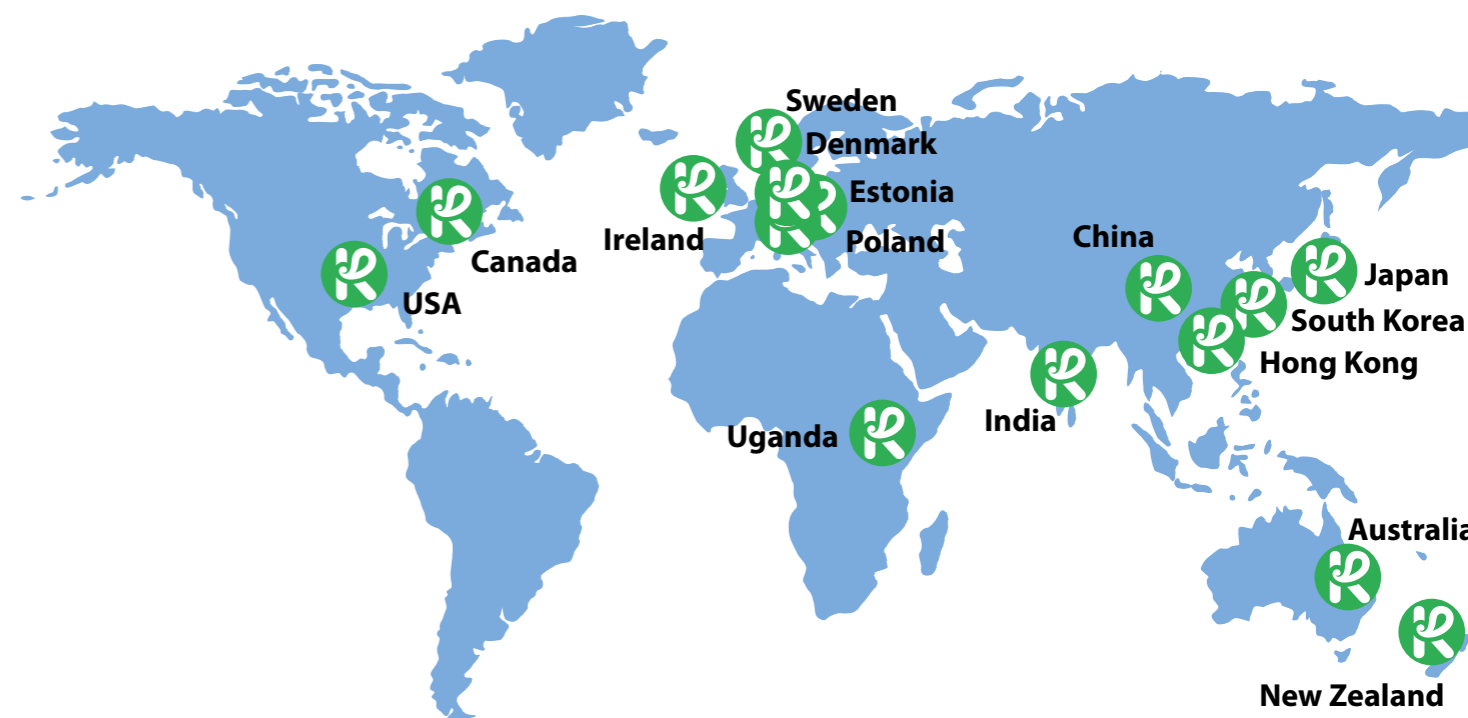 Sweden
Denmark
Estonia
Ireland
Poland
Canada
USA
China
Japan
South Korea
Hong Kong
India
Uganda
Australia
New Zealand